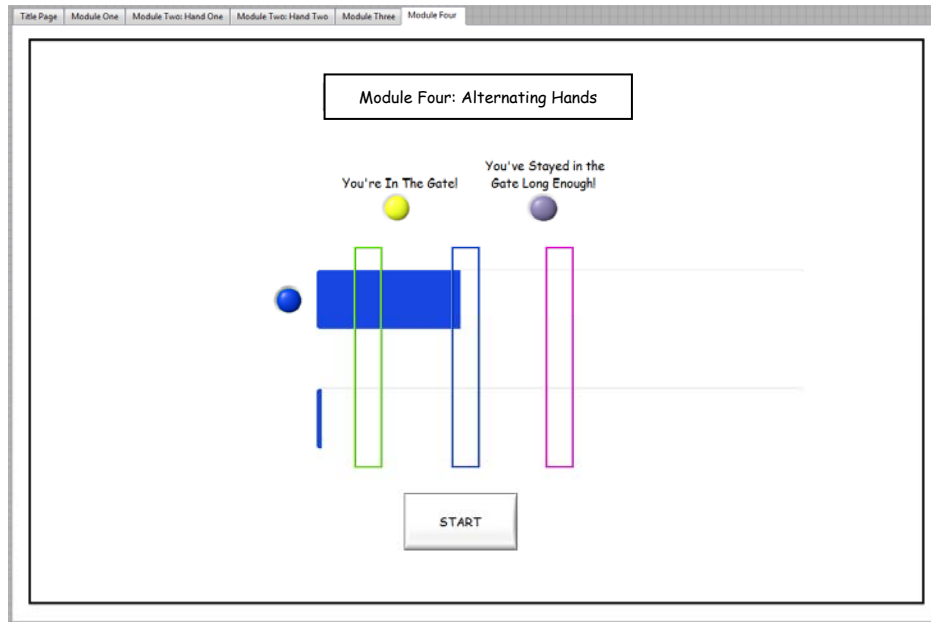 Title Page
Module One
Module Two: Hand One
Module Two: Hand Two
Module Three
Module Four
Module Four: Alternating Hands
You're In The Gate!
You've Stayed in the
Gate Long Enough!
START